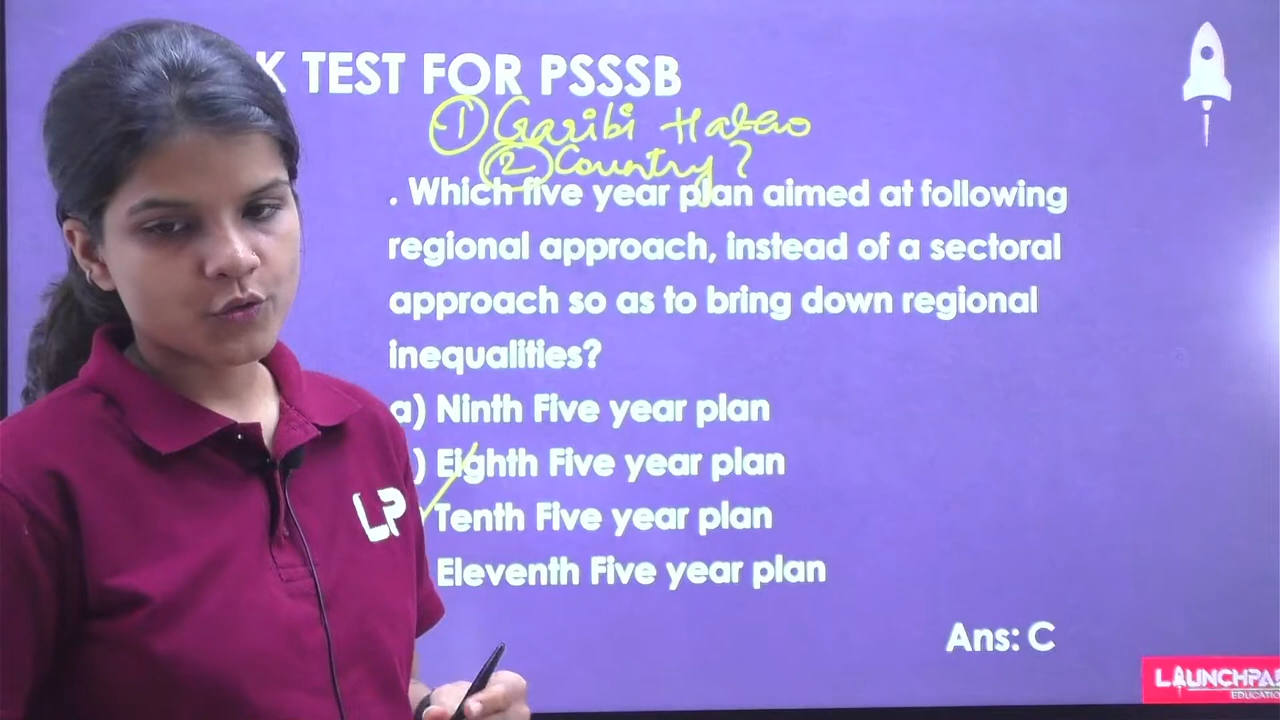 K TEST FOR PSSSB
① Garibi Hatao
② Country?
. Which five year plan aimed at following
regional approach, instead of a sectoral
approach so as to bring down regional
inequalities?
a) Ninth Five year plan
) Eighth Five year plan
Tenth Five year plan
Eleventh Five year plan
Ans: C
LP
LAUNCHPAD
EDUCATIO